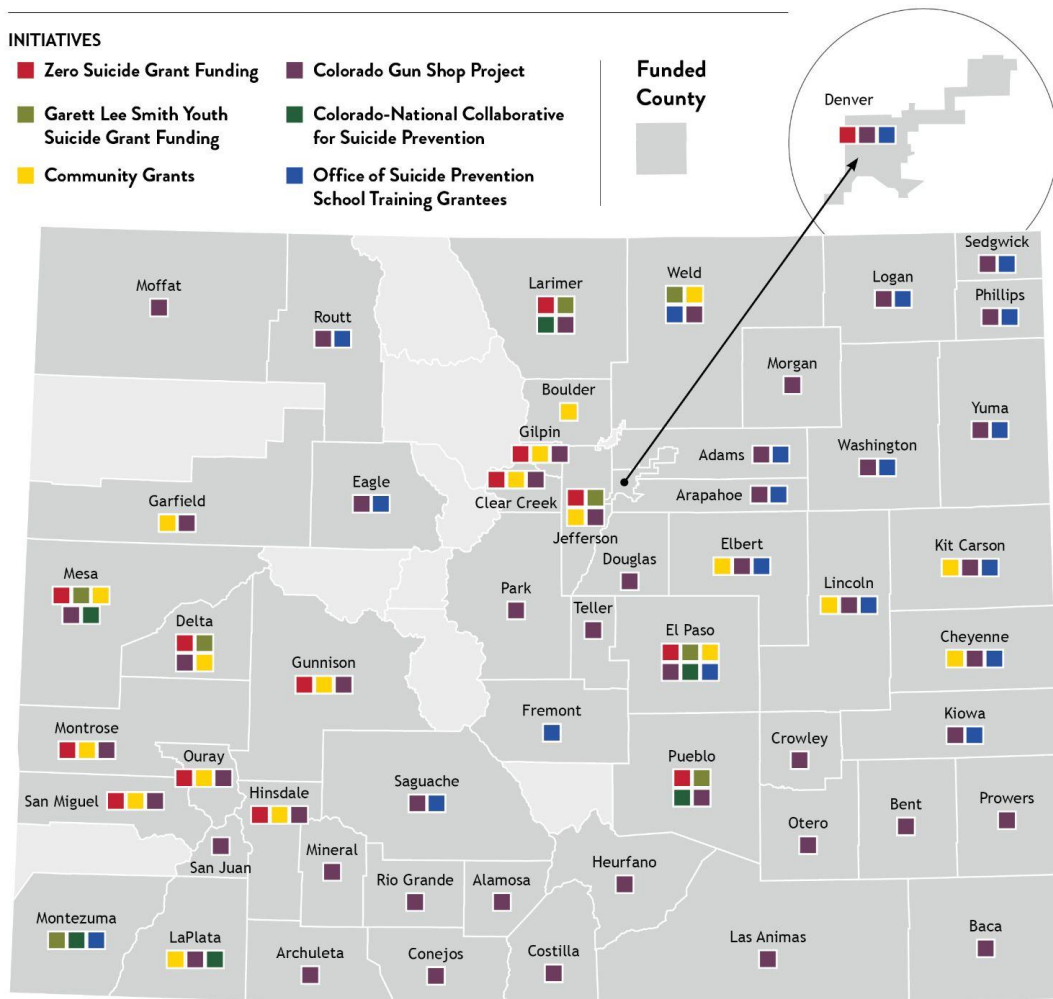 INITIATIVES
Zero Suicide Grant Funding
Garett Lee Smith Youth
Suicide Grant Funding
Community Grants
Colorado Gun Shop Project
Colorado-National Collaborative
for Suicide Prevention
Office of Suicide Prevention
School Training Grantees
Funded
County
Denver
Sedgwick
Moffat
Larimer
Weld
Logan
Phillips
Routt
Morgan
Boulder
Yuma
Gilpin
Washington
Adams
Eagle
Arapahoe
Garfield
Clear Creek
Jefferson
Elbert
Kit Carson
Douglas
Mesa
Lincoln
Park
Teller
Delta
El Paso
Cheyenne
Gunnison
Fremont
Kiowa
Montrose
Crowley
Ouray
Pueblo
Saguache
San Miguel
Hinsdale
Prowers
Bent
Otero
Mineral
San Juan
Heurfano
Rio Grande
Alamosa
Montezuma
LaPlata
Baca
Las Animas
Archuleta
Conejos
Costilla